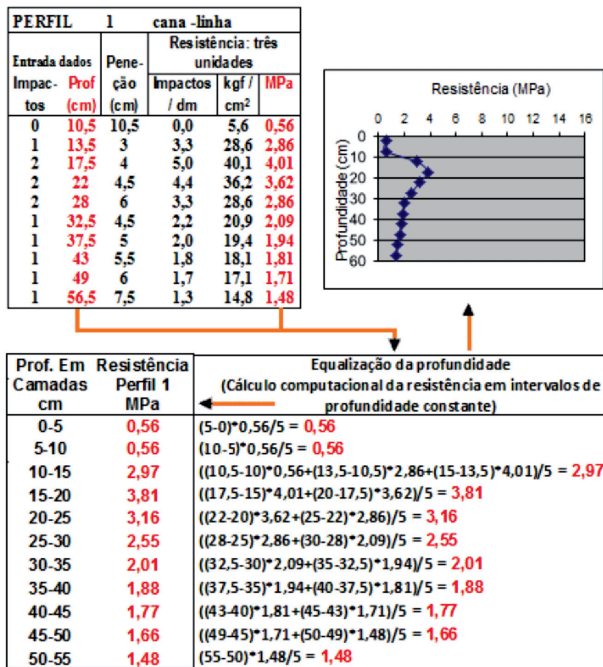 PERFIL 1 cana -linha
Entrada dados Pene- Resistência: três
unidades
Impac- Prof ção Impactos kgf / MPa
tos (cm) (cm) / dm cm²
0 10,5 10,5 0,0 5,6 0,56
1 13,5 3 3,3 28,6 2,86
2 17,5 4 5,0 40,1 4,01
2 22 4,5 4,4 36,2 3,62
2 28 6 3,3 28,6 2,86
1 32,5 4,5 2,2 20,9 2,09
1 37,5 5 2,0 19,4 1,94
1 43 5,5 1,8 18,1 1,81
1 49 6 1,7 17,1 1,71
1 56,5 7,5 1,3 14,8 1,48
Resistência (MPa)
0 2 4 6 8 10 12 14 16
Profundidade (cm)
0
10
20
30
40
50
60
Prof. Em Resistência
Camadas Perfil 1
cm MPa
Equalização da profundidade
(Cálculo computacional da resistência em intervalos de
profundidade constante)
0-5 0,56 (5-0)*0,56/5 = 0,56
5-10 0,56 (10-5)*0,56/5 = 0,56
10-15 2,97 ((10,5-10)*0,56+(13,5-10,5)*2,86+(15-13,5)*4,01)/5 = 2,97
15-20 3,81 ((17,5-15)*4,01+(20-17,5)*3,62)/5 = 3,81
20-25 3,16 ((22-20)*3,62+(25-22)*2,86)/5 = 3,16
25-30 2,55 ((28-25)*2,86+(30-28)*2,09)/5 = 2,55
30-35 2,01 ((32,5-30)*2,09+(35-32,5)*1,94)/5 = 2,01
35-40 1,88 ((37,5-35)*1,94+(40-37,5)*1,81)/5 = 1,88
40-45 1,77 ((43-40)*1,81+(45-43)*1,71)/5 = 1,77
45-50 1,66 ((49-45)*1,71+(50-49)*1,48)/5 = 1,66
50-55 1,48 (55-50)*1,48/5 = 1,48